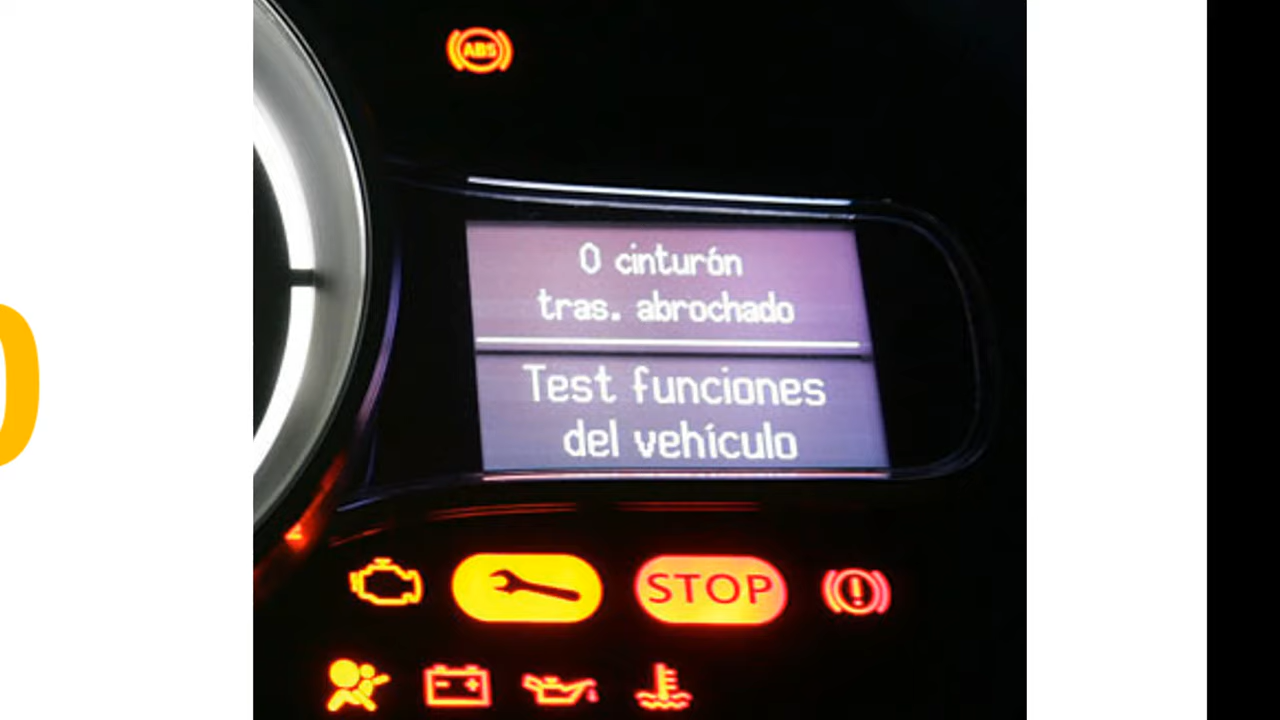 ABS
0 cinturón
tras. abrochado
Test funciones
del vehículo
STOP